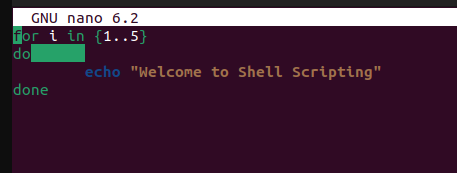 GNU nano 6.2
for i in {1..5}
do
echo "Welcome to Shell Scripting"
done